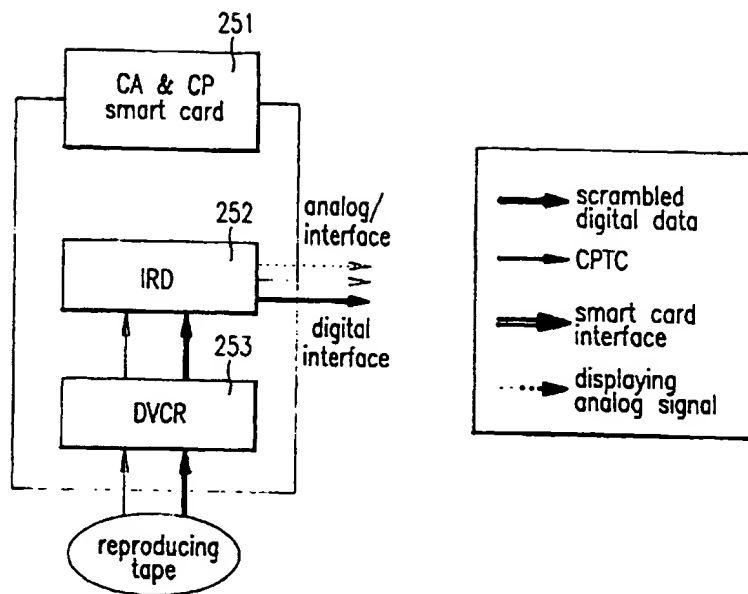 251
CA & CP
smart card
252
analog/
interface
IRD
digital
interface
253
DVCR
reproducing
tape
scrambled
digital data
CPTC
smart card
interface
displaying
analog signal